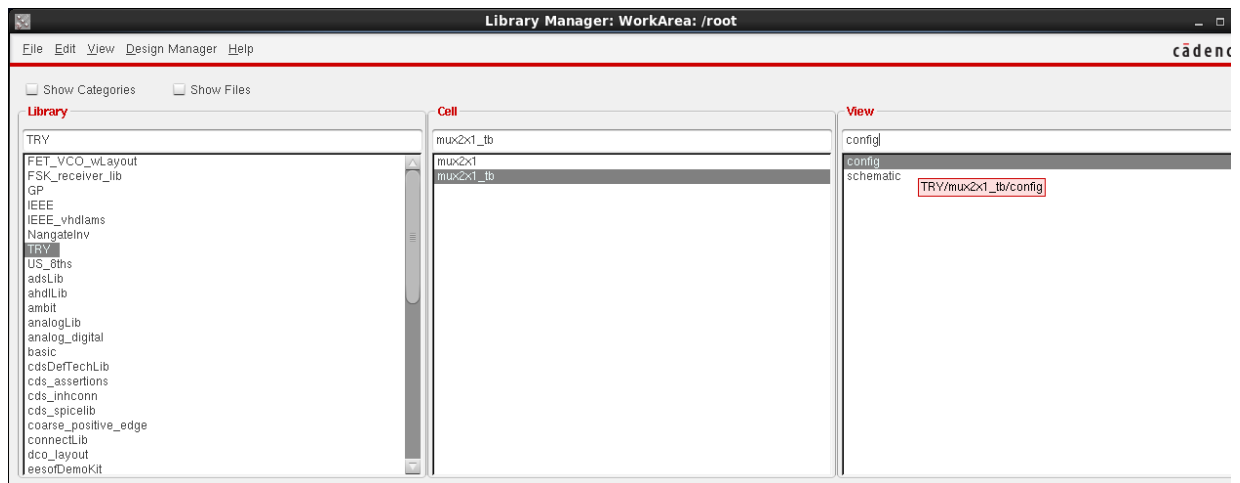 Library Manager: WorkArea: /root
File Edit View Design Manager Help
cādenc
Show Categories Show Files
Library
TRY
FET_VCO_wLayout
FSK_receiver_lib
GP
IEEE
IEEE_vhdlams
NangateInv
TRY
US_8ths
adsLib
ahdlLib
ambit
analogLib
analog_digital
basic
cdsDefTechLib
cds_assertions
cds_inhconn
cds_spicelib
coarse_positive_edge
connectLib
dco_layout
eesofDemoKit
Cell
mux2x1_tb
mux2x1
mux2x1_tb
View
config
config
schematic
TRY/mux2x1_tb/config